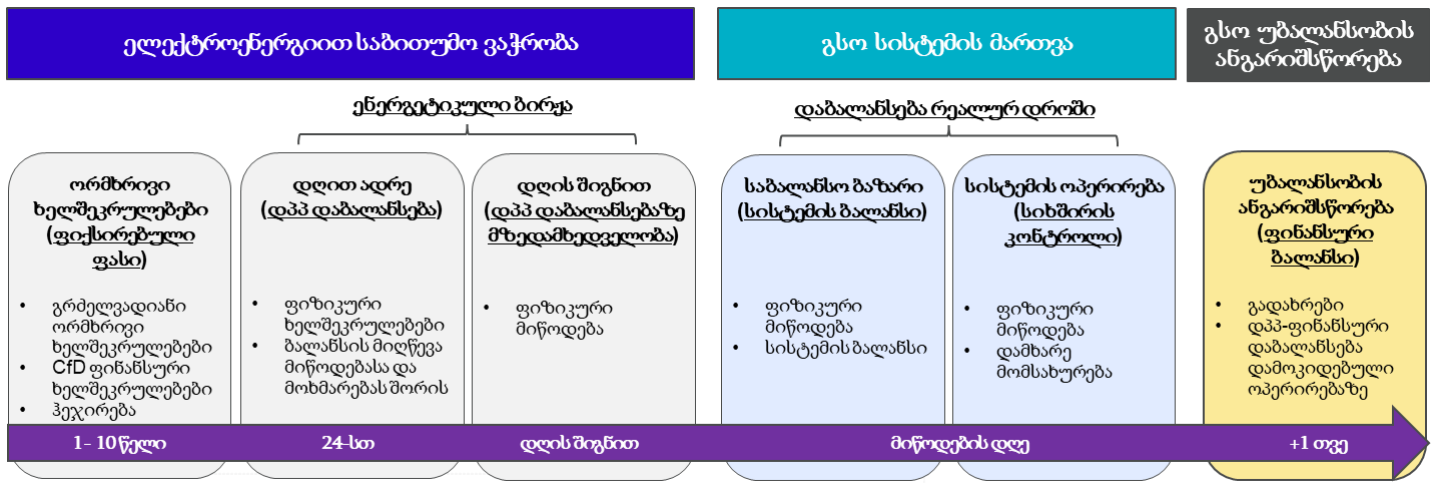 ელექტროენერგიით საბითუმო ვაჭრობა
გსო სისტემის მართვა
გსო უბალანსობის
ანგარიშსწორება
ენერგეტიკული ბირჟა
დაბალანსება რეალურ დროში
ორმხრივი
ხელშეკრულებები
(ფიქსირებული
ფასი)
• გრძელვადიანი
ორმხრივი
ხელშეკრულებები
• CfD ფინანსური
ხელშეკრულებები
• ჰეჯირება
დღით ადრე
(დპპ დაბალანსება)
• ფიზიკური
ხელშეკრულებები
• ბალანსის მიღწევა
მიწოდებასა და
მოხმარებას შორის
დღის შიგნით
(დპპ დაბალანსებაზე
მზედამხედველობა)
• ფიზიკური
მიწოდება
საბალანსო ბაზარი
(სისტემის ბალანსი)
• ფიზიკური
მიწოდება
• სისტემის ბალანსი
სისტემის ოპერირება
(სიხშირის
კონტროლი)
• ფიზიკური
მიწოდება
• დამხარე
მომსახურება
უბალანსობის
ანგარიშსწორება
(ფინანსური
ბალანსი)
• გადახრები
• დპპ-ფინანსური
დაბალანსება
დამოკიდებული
ოპერირებაზე
1- 10 წელი
24-სთ
დღის შიგნით
მიწოდების დღე
+1 თვე